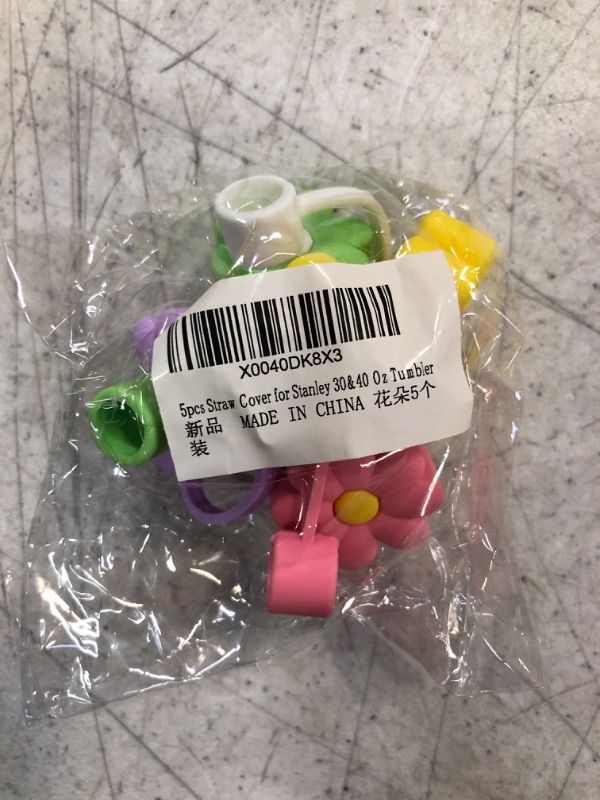 X0040DK8X3
5pcs Straw Cover for Stanley 30&40 Oz Tumbler
新品 MADE IN CHINA 花朵5个
装